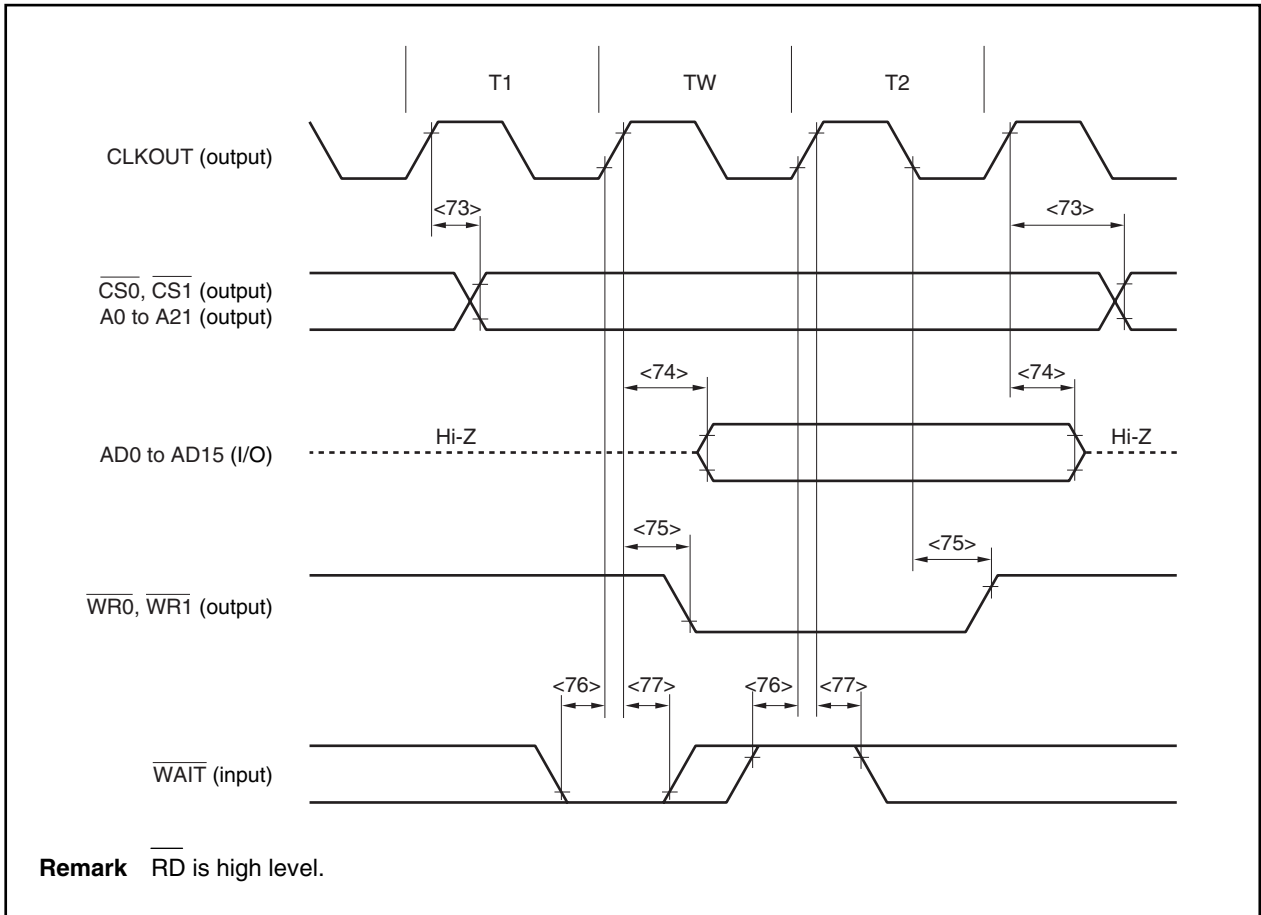 T1 TW T2
CLKOUT (output)
<73> <73>
CS0, CS1 (output)
A0 to A21 (output)
<74> <74>
Hi-Z Hi-Z
AD0 to AD15 (I/O)
<75> <75>
WR0, WR1 (output)
<76> <77> <76> <77>
WAIT (input)
Remark RD is high level.